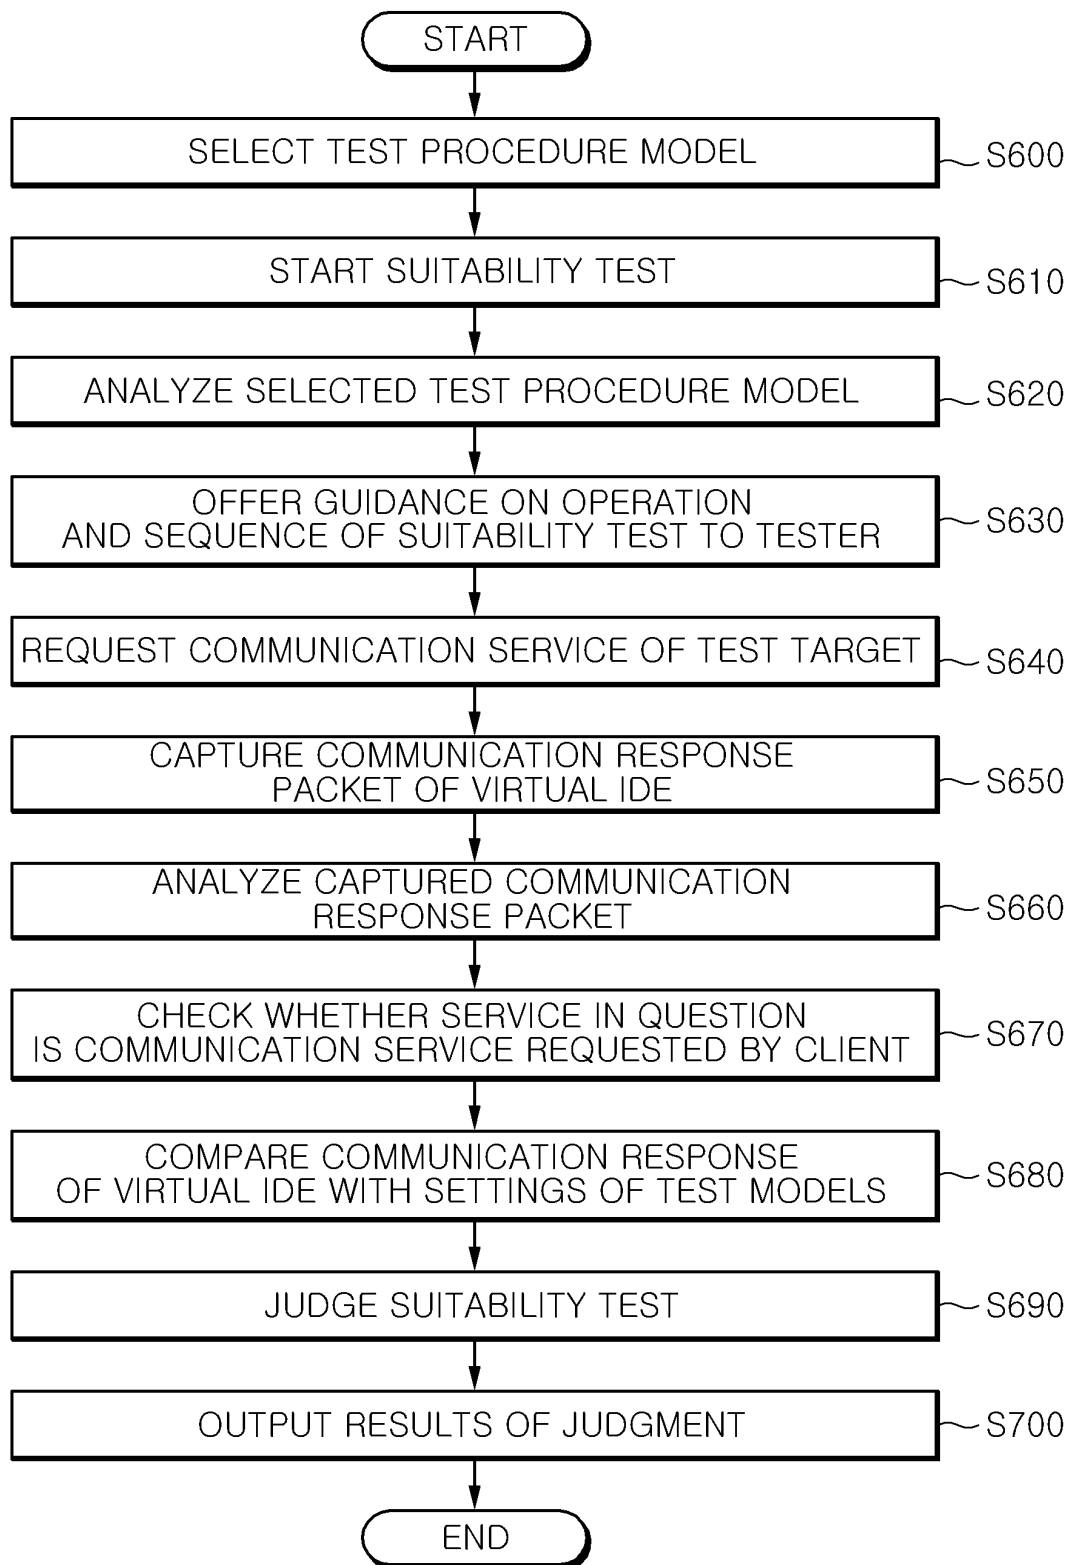 START
SELECT TEST PROCEDURE MODEL
S600
START SUITABILITY TEST
S610
ANALYZE SELECTED TEST PROCEDURE MODEL
S620
OFFER GUIDANCE ON OPERATION
AND SEQUENCE OF SUITABILITY TEST TO TESTER
S630
REQUEST COMMUNICATION SERVICE OF TEST TARGET
S640
CAPTURE COMMUNICATION RESPONSE
PACKET OF VIRTUAL IDE
S650
ANALYZE CAPTURED COMMUNICATION
RESPONSE PACKET
S660
CHECK WHETHER SERVICE IN QUESTION
IS COMMUNICATION SERVICE REQUESTED BY CLIENT
S670
COMPARE COMMUNICATION RESPONSE
OF VIRTUAL IDE WITH SETTINGS OF TEST MODELS
S680
JUDGE SUITABILITY TEST
S690
OUTPUT RESULTS OF JUDGMENT
S700
END